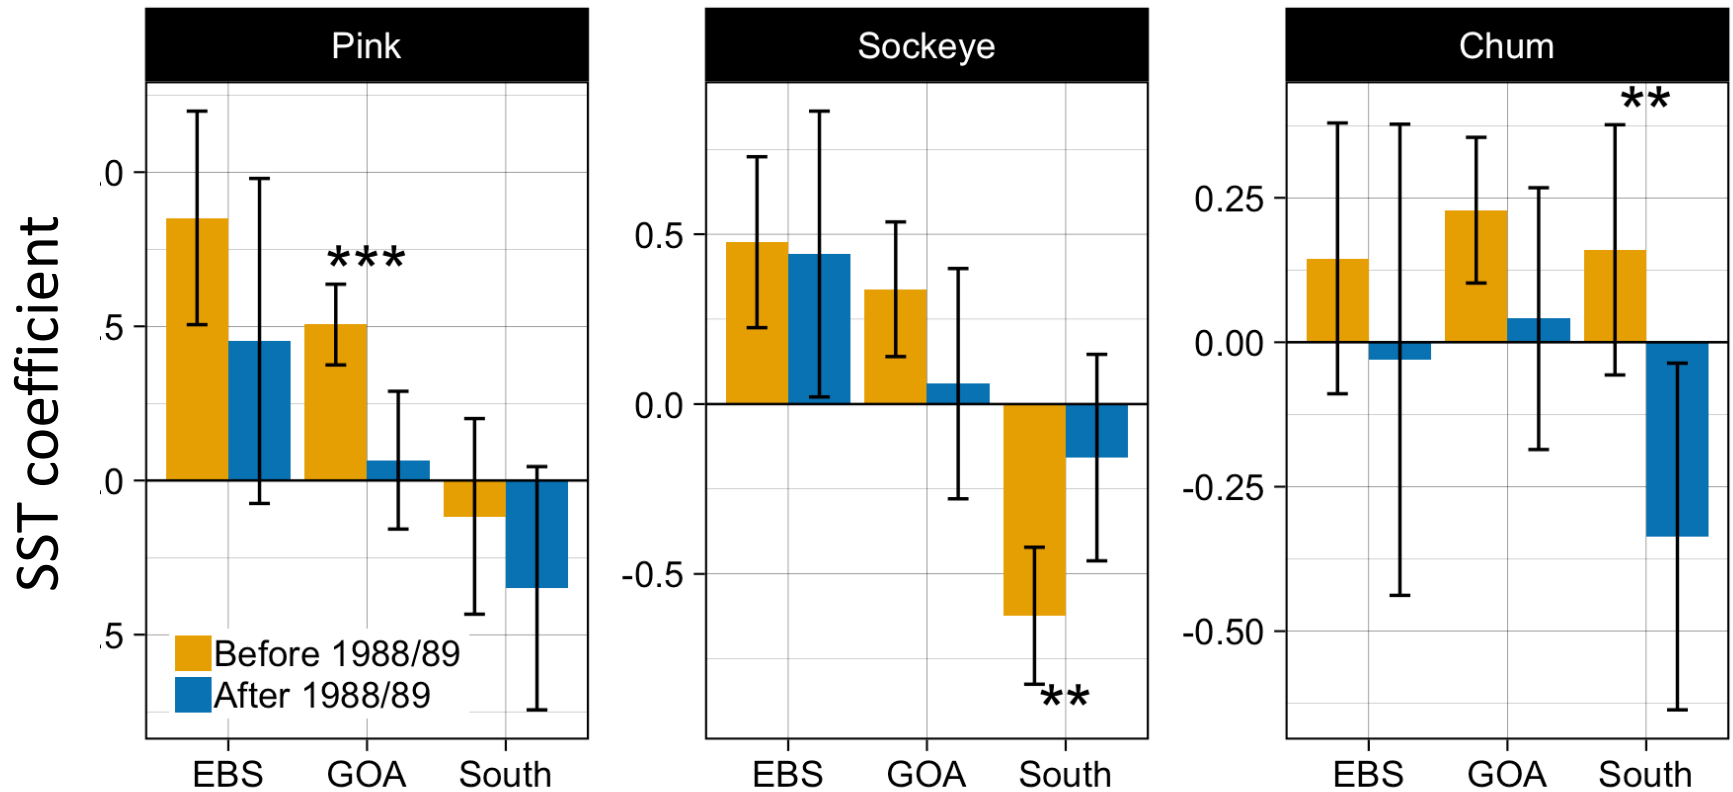 Pink
Sockeye
Chum
SST coefficient
.0
.5
.0
.5
0.5
0.0
-0.5
0.25
0.00
-0.25
-0.50
***
**
**
Before 1988/89
After 1988/89
EBS GOA South
EBS GOA South
EBS GOA South